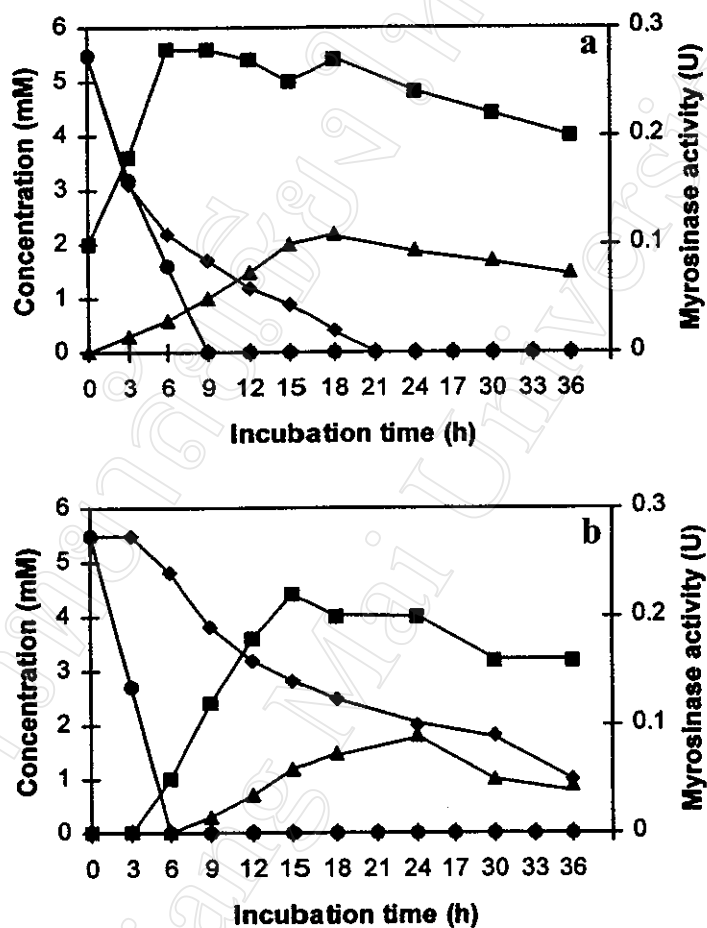 a
6
5
4
3
2
1
0
Concentration (mM)
0.3
0.2
0.1
0
Myrosinase activity (U)
0 3 6 9 12 15 18 21 24 17 30 33 36
Incubation time (h)
b
6
5
4
3
2
1
0
Concentration (mM)
0.3
0.2
0.1
0
Myrosinase activity (U)
0 3 6 9 12 15 18 21 24 17 30 33 36
Incubation time (h)
Chiang Mai University